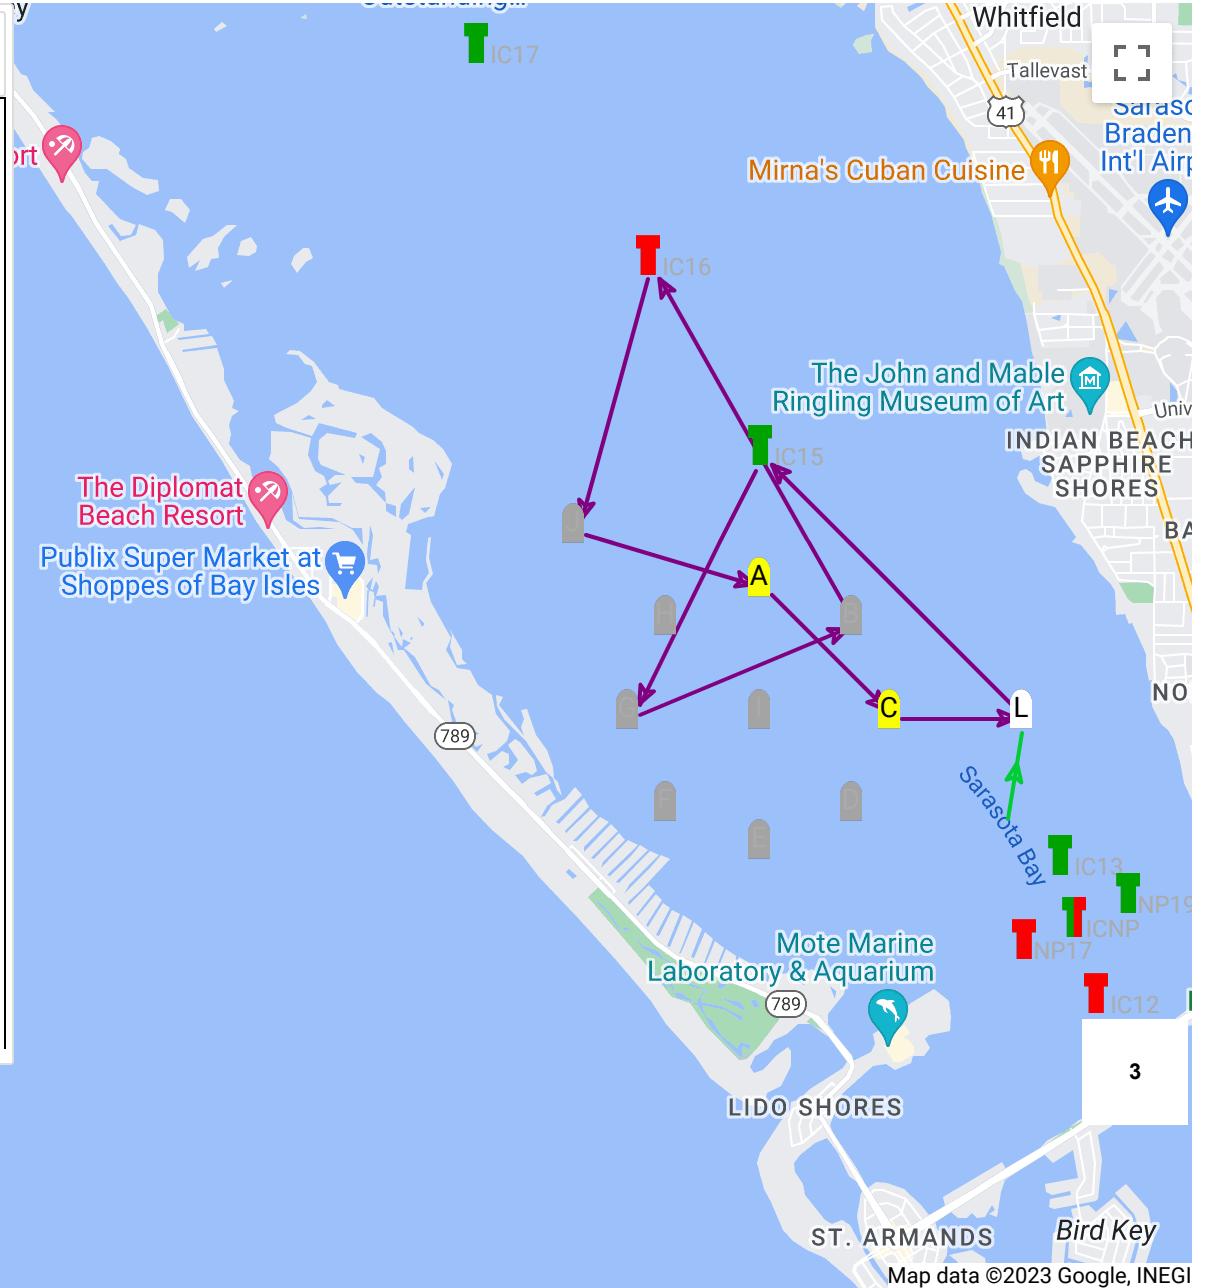 y
Outstanding...
Whitfield
IC17
Tallevast
41
Saraso
Braden
Int'l Airp
ort
Mirna's Cuban Cuisine
IC16
The John and Mable
Ringling Museum of Art
Univ
IC15
INDIAN BEACH
SAPPHIRE
SHORES
The Diplomat
Beach Resort
J
BA
Publix Super Market at
Shoppes of Bay Isles
A
H
B
NO
G
I
C
L
789
F
D
E
Sarasota Bay
IC13
NP19
ICNP
NP17
Mote Marine
Laboratory & Aquarium
789
IC12
3
LIDO SHORES
ST. ARMANDS
Bird Key
Map data ©2023 Google, INEGI